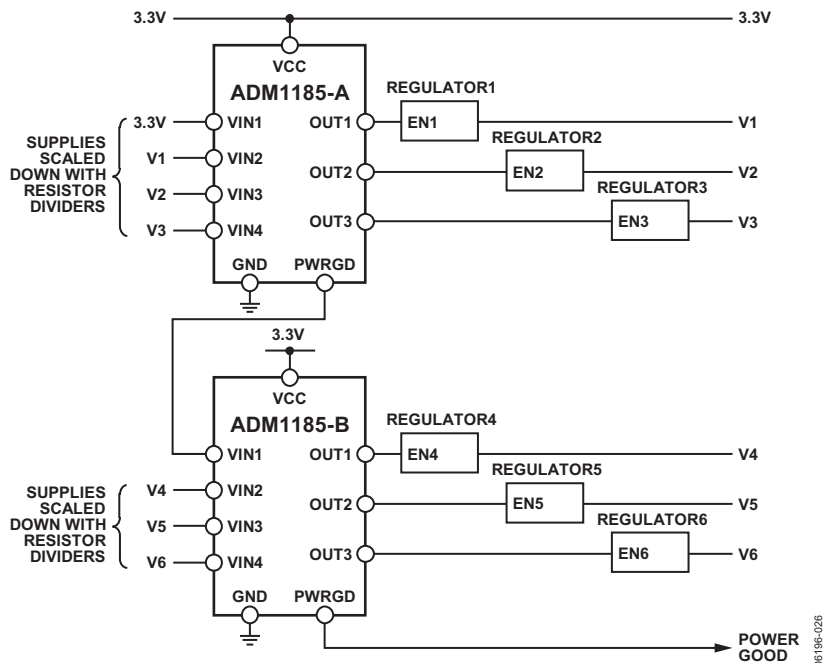 3.3V 3.3V
VCC
ADM1185-A
REGULATOR1
SUPPLIES
SCALED
DOWN WITH
RESISTOR
DIVIDERS
3.3V VIN1 OUT1 EN1 V1
REGULATOR2
V1 VIN2 OUT2 EN2 V2
REGULATOR3
V2 VIN3
V3 VIN4 OUT3 EN3 V3
GND PWRGD
3.3V
VCC
ADM1185-B
REGULATOR4
VIN1 OUT1 EN4 V4
REGULATOR5
SUPPLIES
SCALED
DOWN WITH
RESISTOR
DIVIDERS
V4 VIN2 OUT2 EN5 V5
REGULATOR6
V5 VIN3
V6 VIN4 OUT3 EN6 V6
GND PWRGD
POWER
GOOD